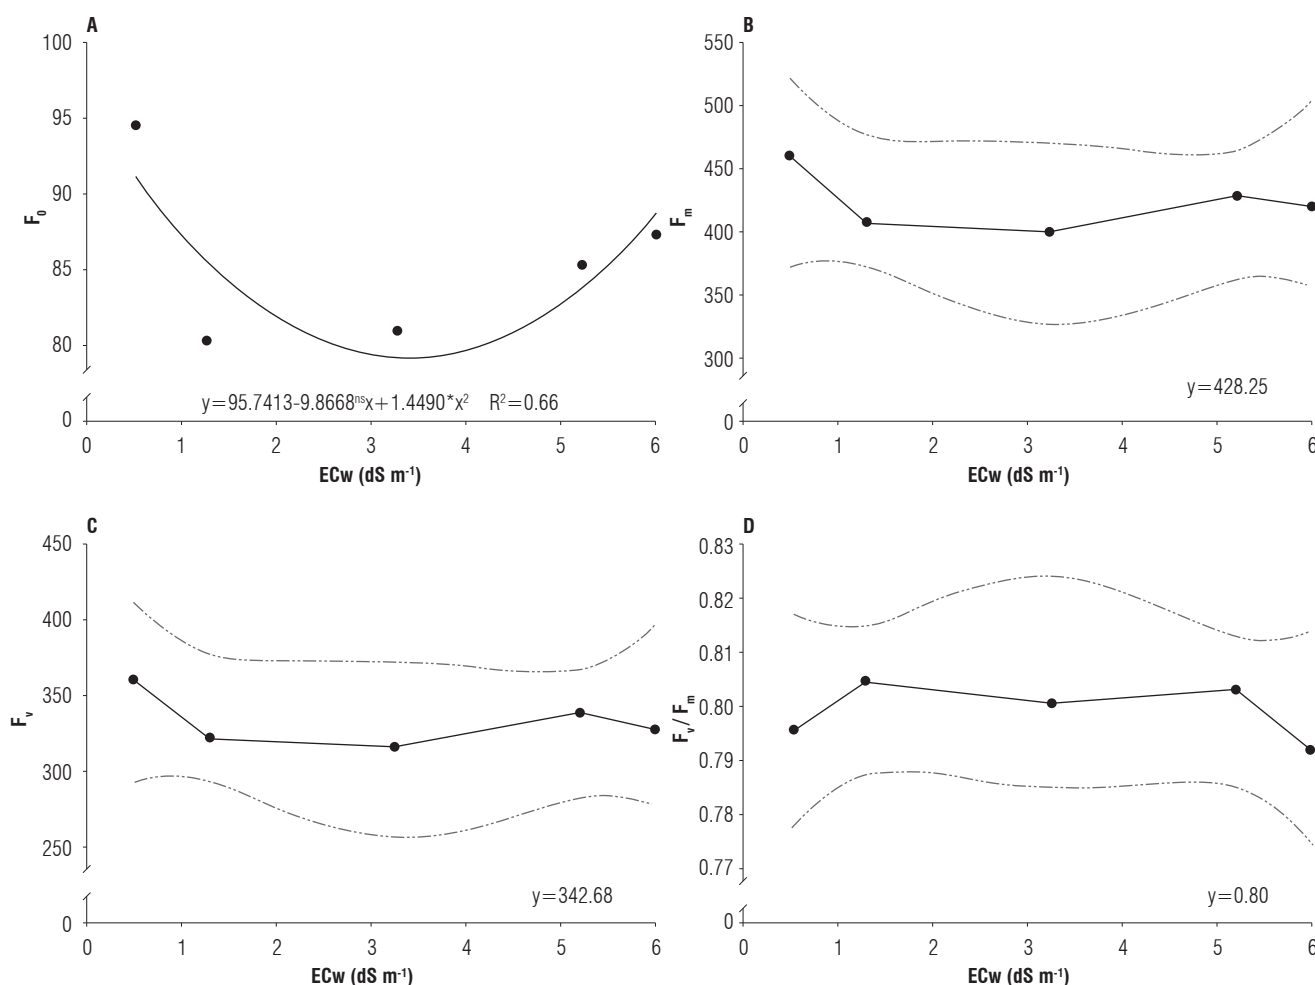 A
100
95
90
85
80
0
F₀
y=95.7413-9.8668ⁿˢx+1.4490*x² R²=0.66
0 1 2 3 4 5 6
ECw (dS m⁻¹)
B
550
500
450
400
350
300
0
Fₘ
y=428.25
0 1 2 3 4 5 6
ECw (dS m⁻¹)
C
450
400
350
300
250
0
Fᵥ
y=342.68
0 1 2 3 4 5 6
ECw (dS m⁻¹)
D
0.83
0.82
0.81
0.80
0.79
0.78
0.77
0
Fᵥ/ Fₘ
y=0.80
0 1 2 3 4 5 6
ECw (dS m⁻¹)